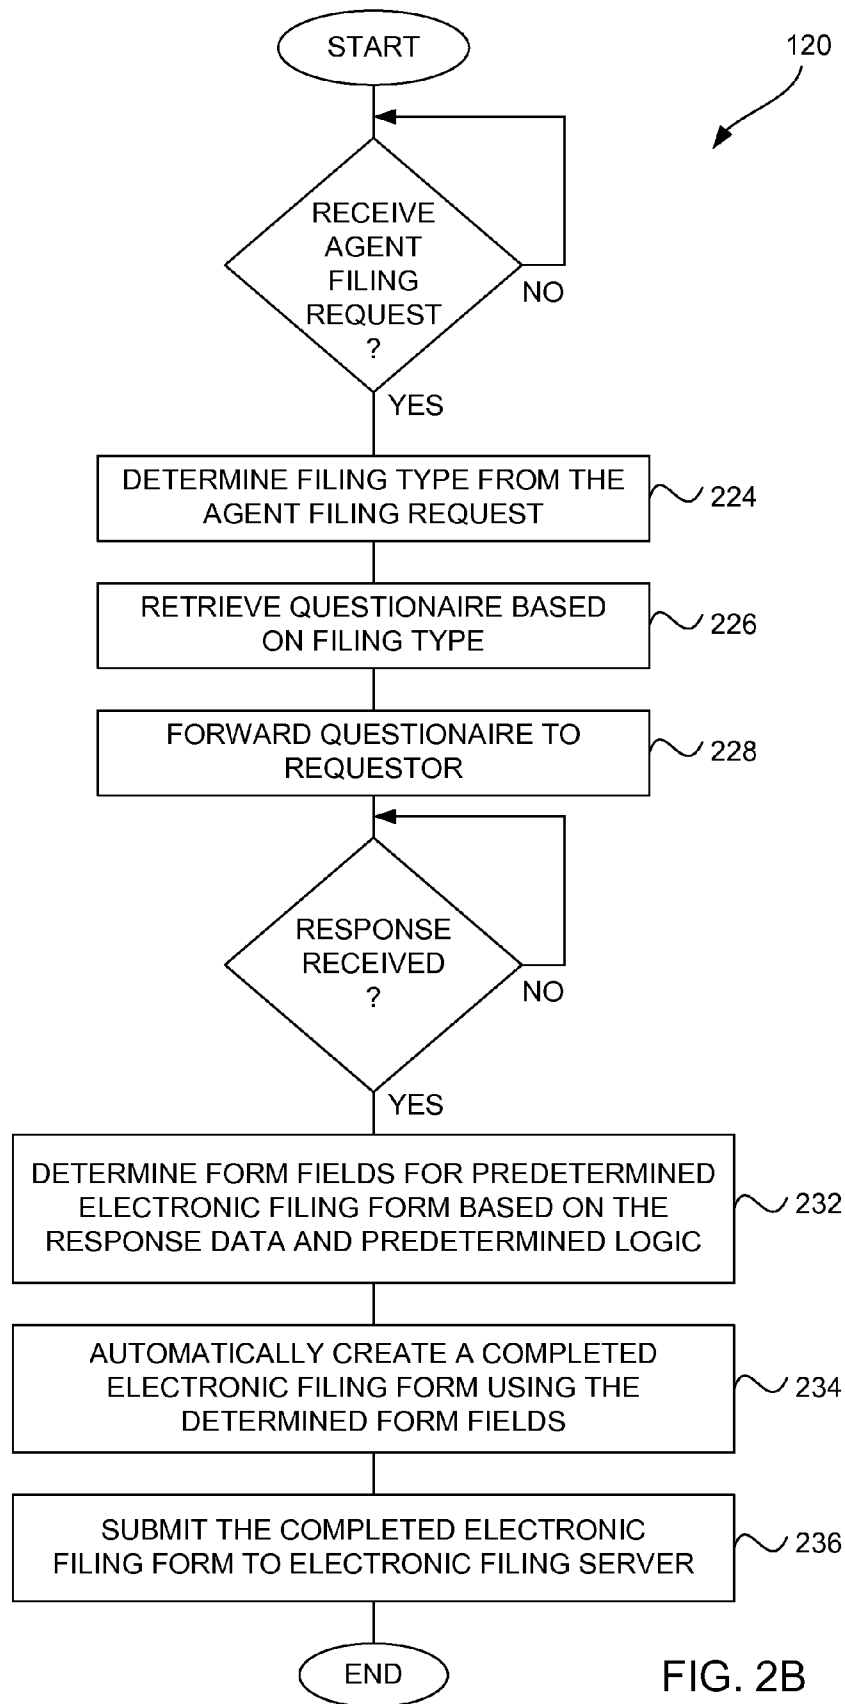 START
120
RECEIVE
AGENT
FILING
REQUEST
?
NO
YES
DETERMINE FILING TYPE FROM THE
AGENT FILING REQUEST
224
RETRIEVE QUESTIONAIRE BASED
ON FILING TYPE
226
FORWARD QUESTIONAIRE TO
REQUESTOR
228
RESPONSE
RECEIVED
?
NO
YES
DETERMINE FORM FIELDS FOR PREDETERMINED
ELECTRONIC FILING FORM BASED ON THE
RESPONSE DATA AND PREDETERMINED LOGIC
232
AUTOMATICALLY CREATE A COMPLETED
ELECTRONIC FILING FORM USING THE
DETERMINED FORM FIELDS
234
SUBMIT THE COMPLETED ELECTRONIC
FILING FORM TO ELECTRONIC FILING SERVER
236
END
FIG. 2B